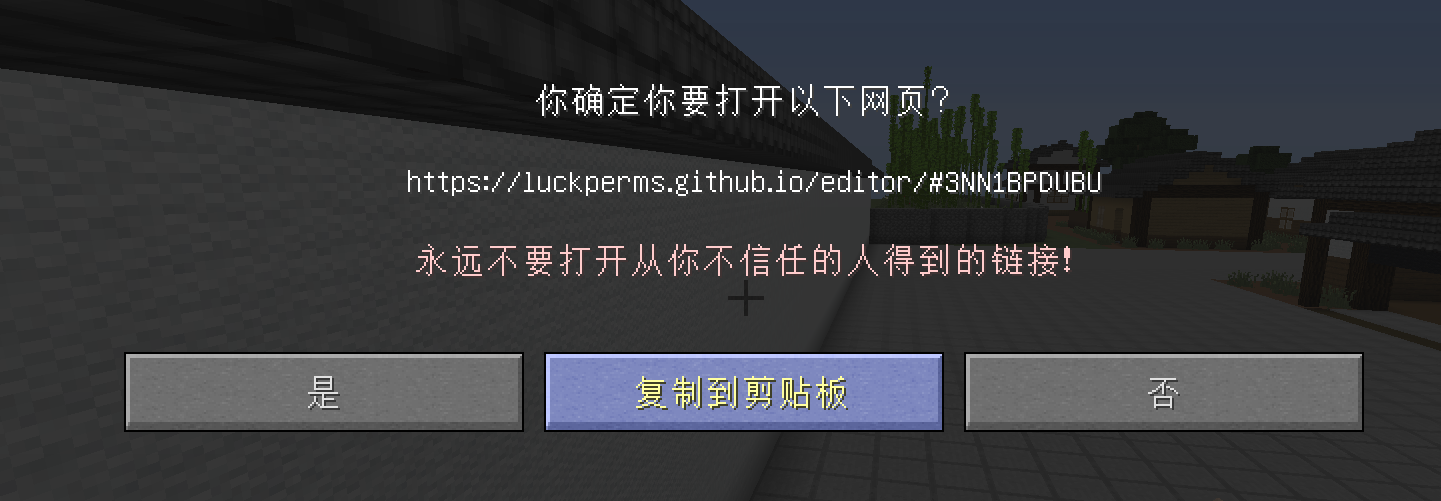 你确定你要打开以下网页?
https://luckperms.github.io/editor/#3NN1BPDUBU
永远不要打开从你不信任的人得到的链接!
是
复制到剪贴板
否